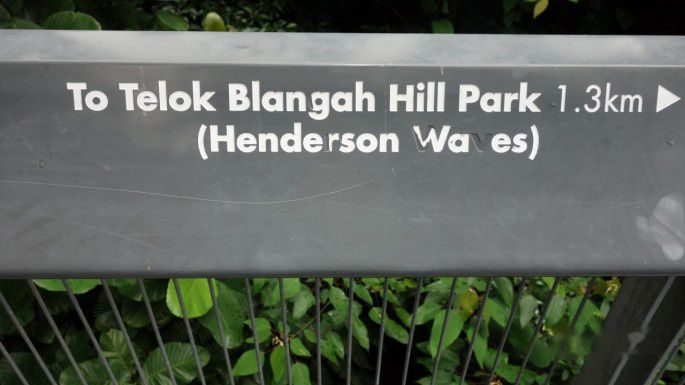 To Telok Blangah Hill Park 1.3km ▶
(Henderson Waves)